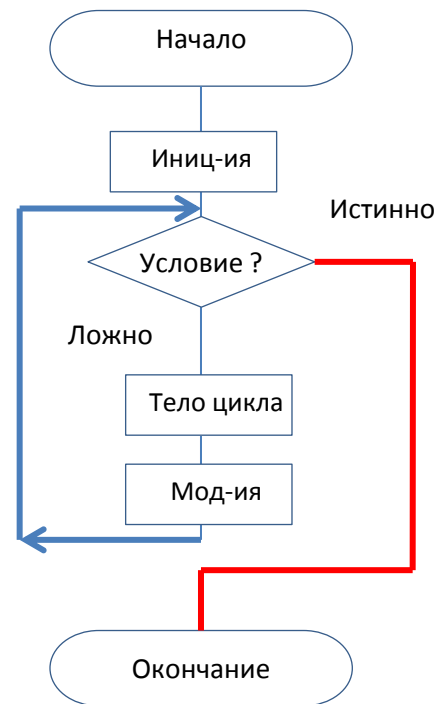 Начало
Иниц-ия
Истинно
Условие ?
Ложно
Тело цикла
Мод-ия
Окончание